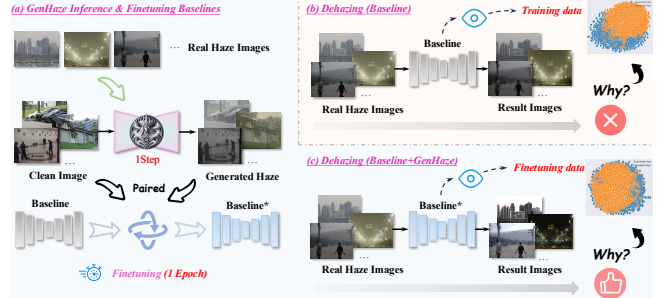 (a) GenHaze Inference & Finetuning Baselines
... Real Haze Images
1Step
Clean Image
Generated Haze
Paired
Baseline
Baseline*
Finetuning (1 Epoch)
(b) Dehazing (Baseline)
Training data
Baseline
Real Haze Images
Result Images
Why?
(c) Dehazing (Baseline+GenHaze)
Finetuning data
Baseline*
Real Haze Images
Result Images
Why?